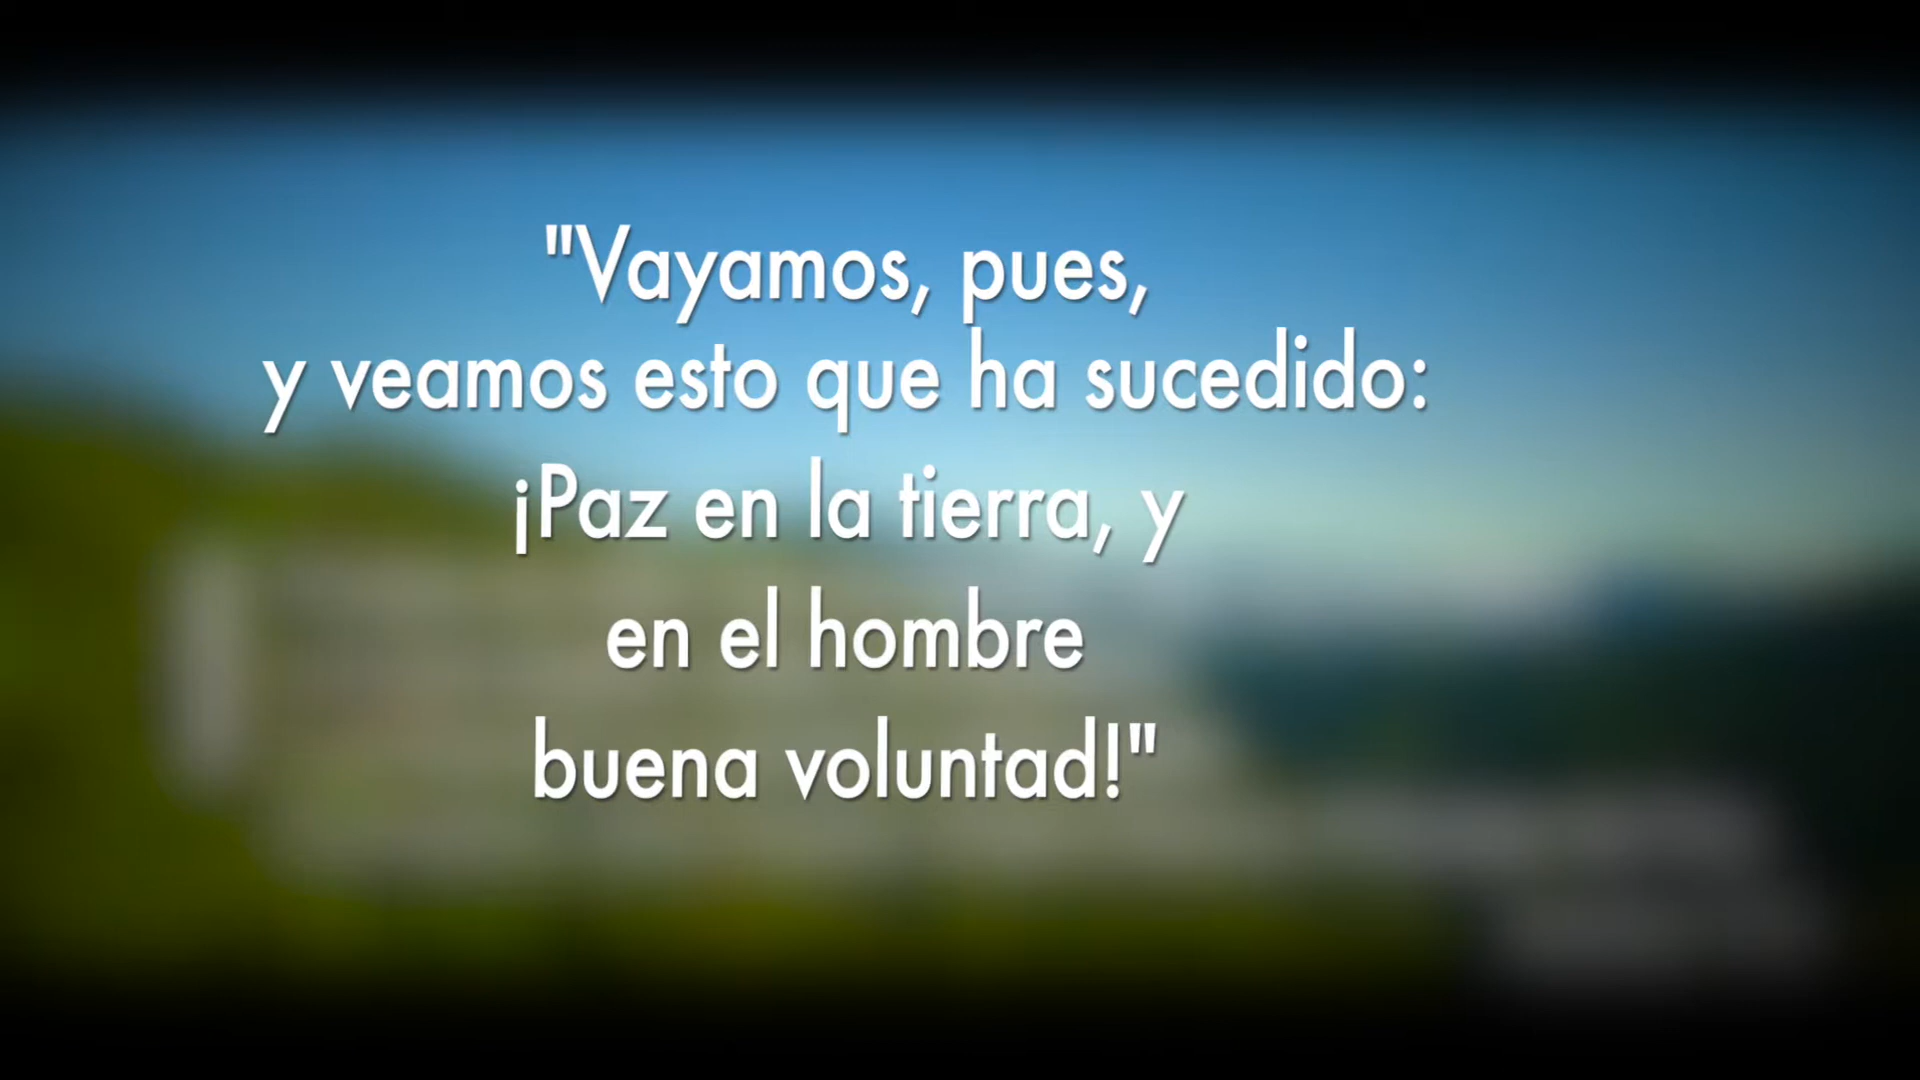 "Vayamos, pues,
y veamos esto que ha sucedido:
¡Paz en la tierra, y
en el hombre
buena voluntad!"